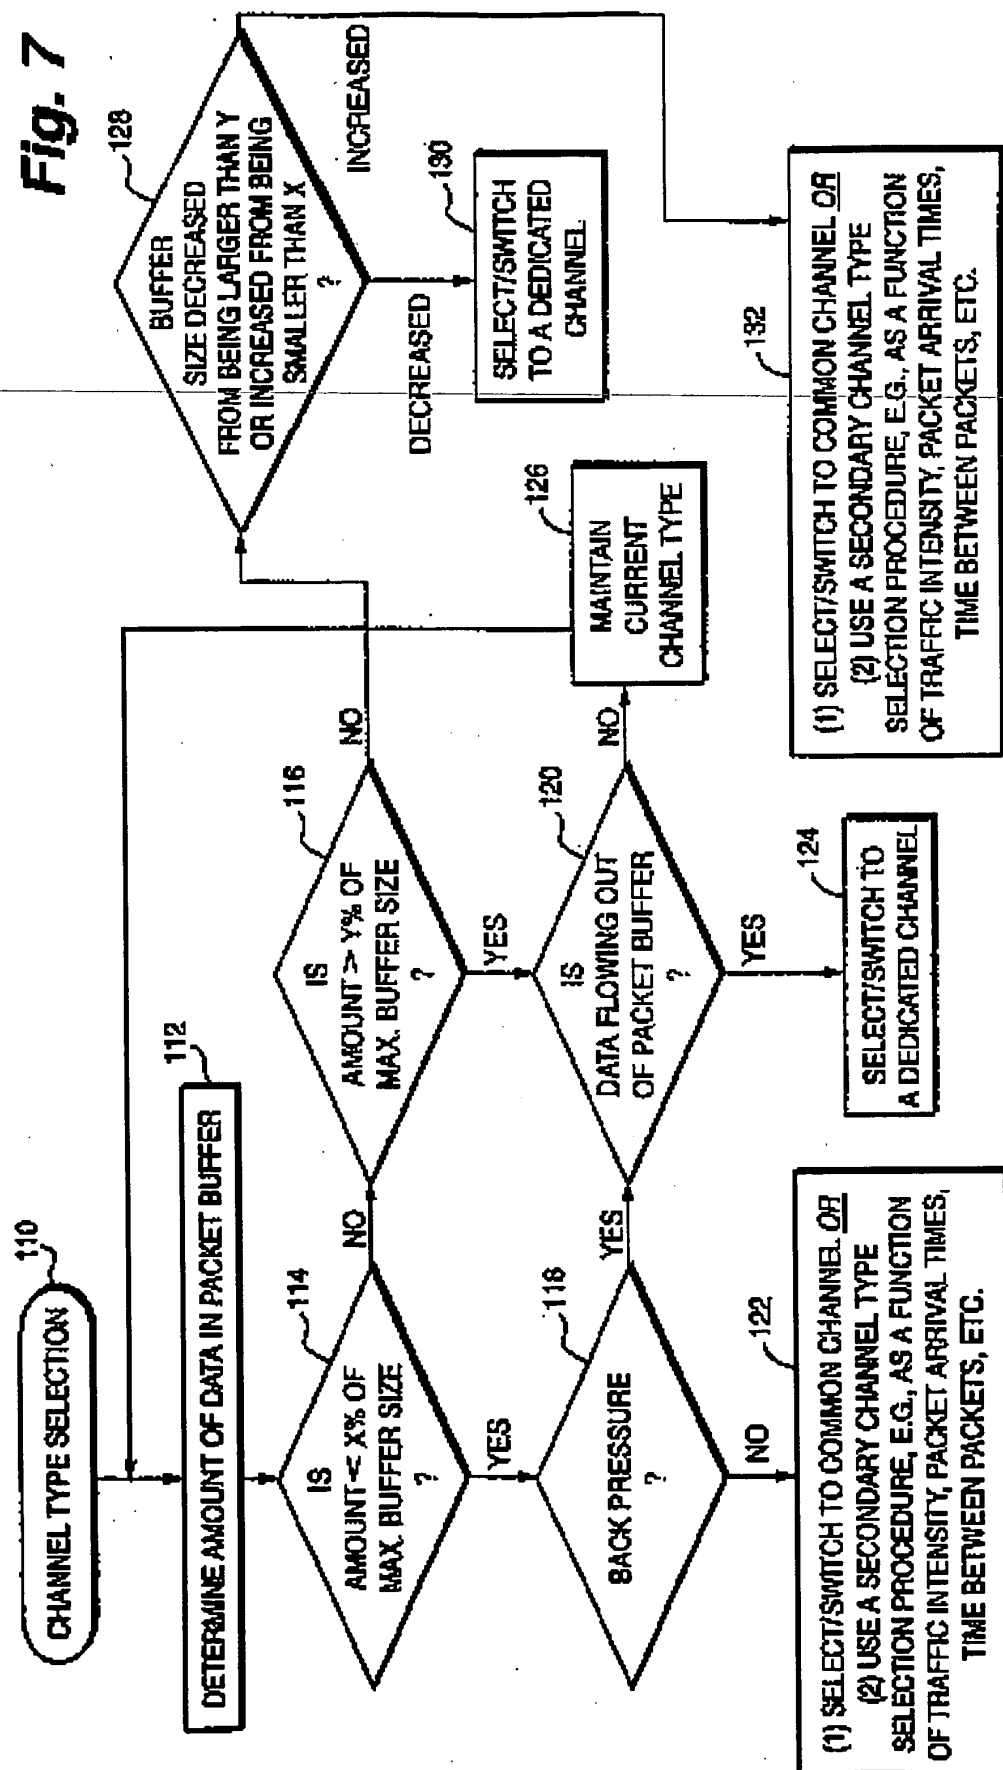 Fig. 7
CHANNEL TYPE SELECTION
110
DETERMINE AMOUNT OF DATA IN PACKET BUFFER
112
IS
AMOUNT < X% OF
MAX. BUFFER SIZE
?
114
NO
YES
IS
AMOUNT > Y% OF
MAX. BUFFER SIZE
?
116
NO
YES
BUFFER
SIZE DECREASED
FROM BEING LARGER THAN Y
OR INCREASED FROM BEING
SMALLER THAN X
?
128
INCREASED
DECREASED
SELECT/SWITCH
TO A DEDICATED
CHANNEL
130
BACK PRESSURE
?
118
YES
NO
IS
DATA FLOWING OUT
OF PACKET BUFFER
?
120
NO
YES
MAINTAIN
CURRENT
CHANNEL TYPE
126
(1) SELECT/SWITCH TO COMMON CHANNEL OR
(2) USE A SECONDARY CHANNEL TYPE
SELECTION PROCEDURE, E.G., AS A FUNCTION
OF TRAFFIC INTENSITY, PACKET ARRIVAL TIMES,
TIME BETWEEN PACKETS, ETC.
122
SELECT/SWITCH TO
A DEDICATED CHANNEL
124
(1) SELECT/SWITCH TO COMMON CHANNEL OR
(2) USE A SECONDARY CHANNEL TYPE
SELECTION PROCEDURE, E.G., AS A FUNCTION
OF TRAFFIC INTENSITY, PACKET ARRIVAL TIMES,
TIME BETWEEN PACKETS, ETC.
132